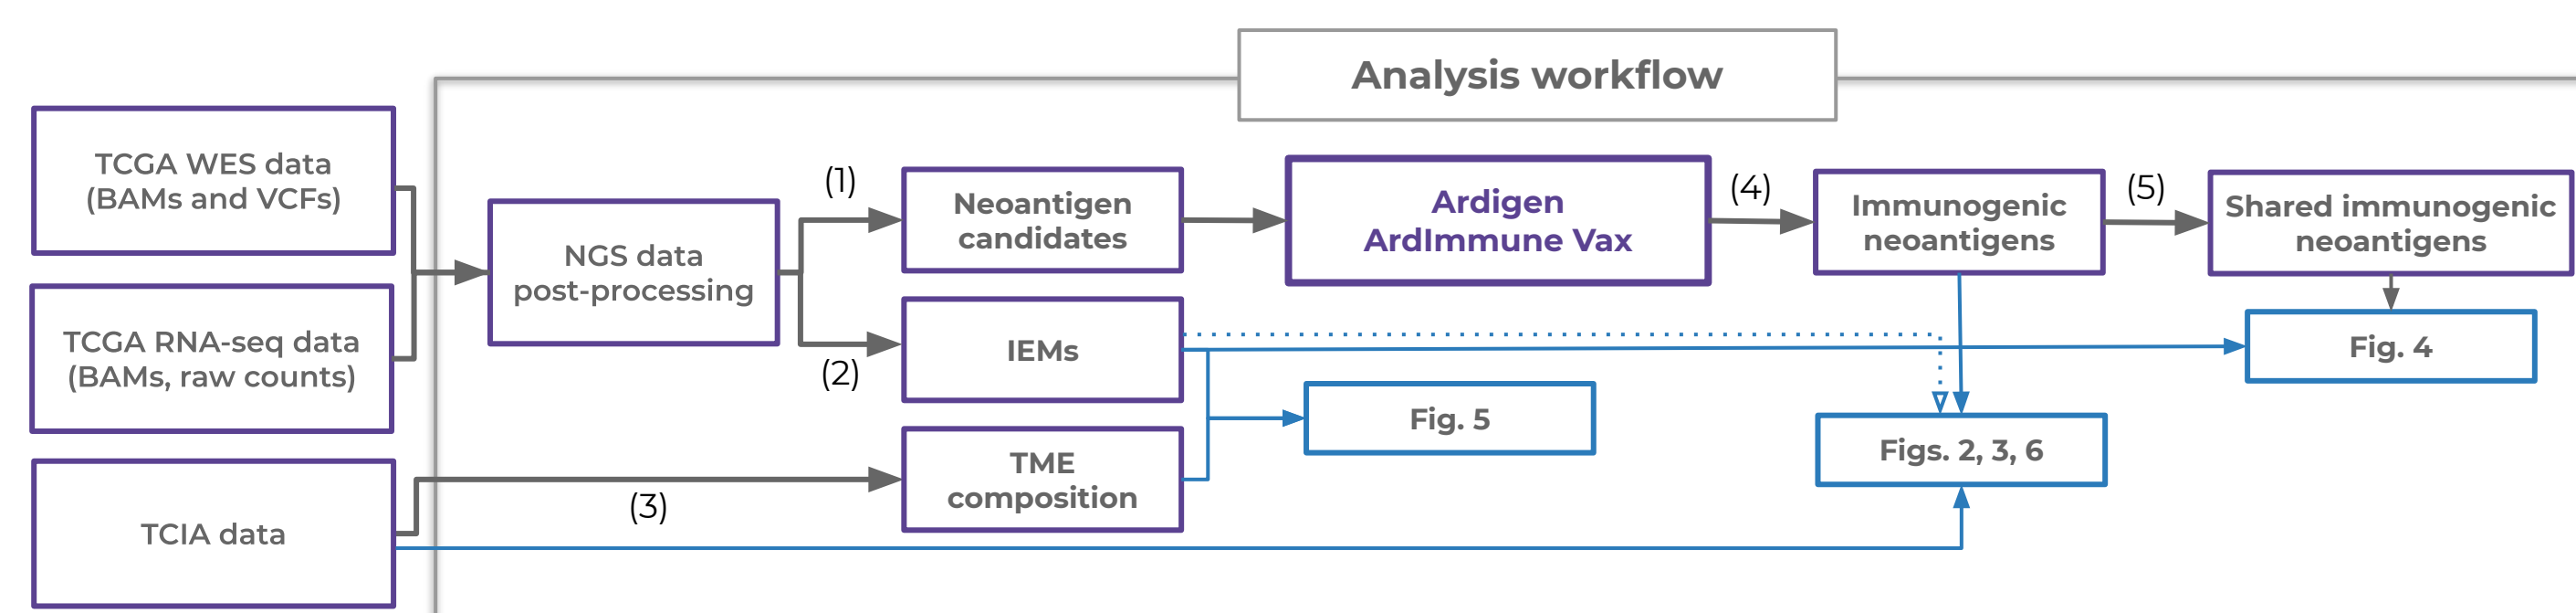 Analysis workflow
TCGA WES data
(BAMs and VCFs)
TCGA RNA-seq data
(BAMs, raw counts)
TCIA data
NGS data
post-processing
(1)
(2)
(3)
Neoantigen
candidates
IEMs
TME
composition
Ardigen
ArdImmune Vax
(4)
Immunogenic
neoantigens
(5)
Shared immunogenic
neoantigens
Fig. 4
Fig. 5
Figs. 2, 3, 6